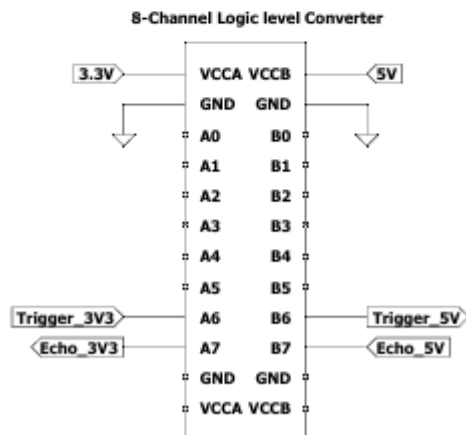 8-Channel Logic level Converter
3.3V VCCA VCCB 5V
GND GND
A0 B0
A1 B1
A2 B2
A3 B3
A4 B4
A5 B5
Trigger_3V3 A6 B6 Trigger_5V
Echo_3V3 A7 B7 Echo_5V
GND GND
VCCA VCCB